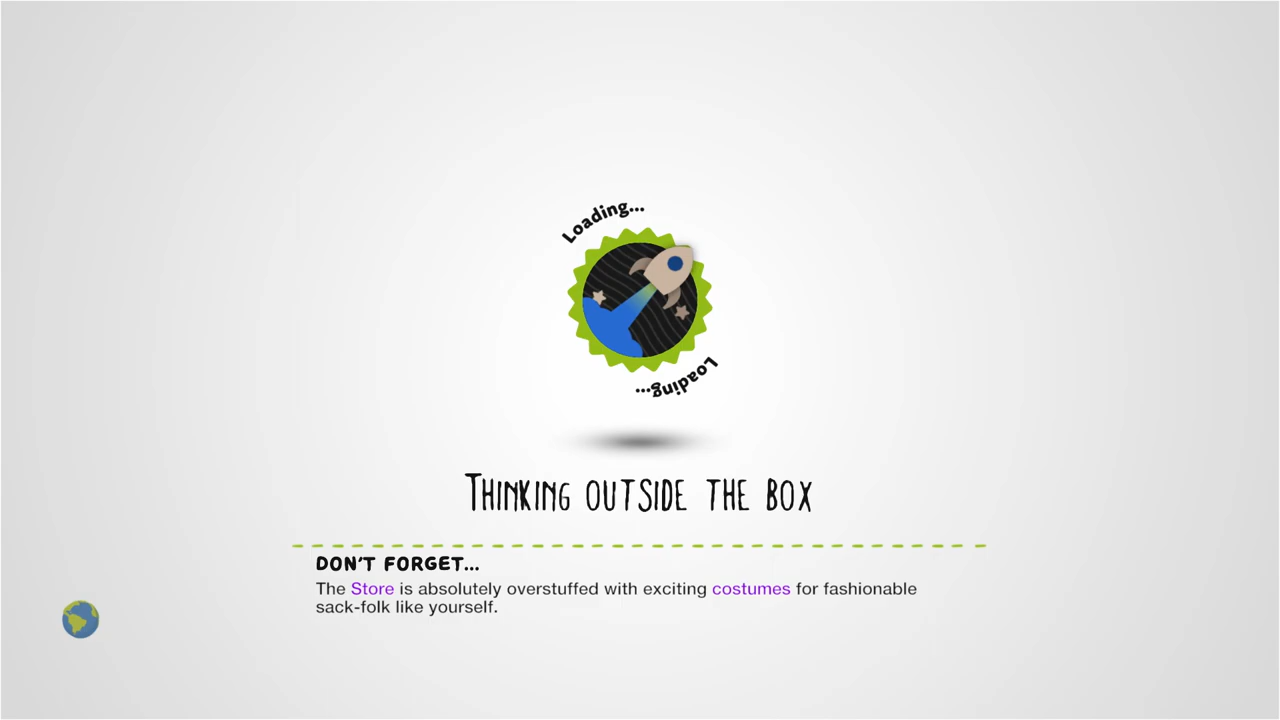 Loading...
Loading...
Thinking outside the box
DON'T FORGET...
The Store is absolutely overstuffed with exciting costumes for fashionable
sack-folk like yourself.